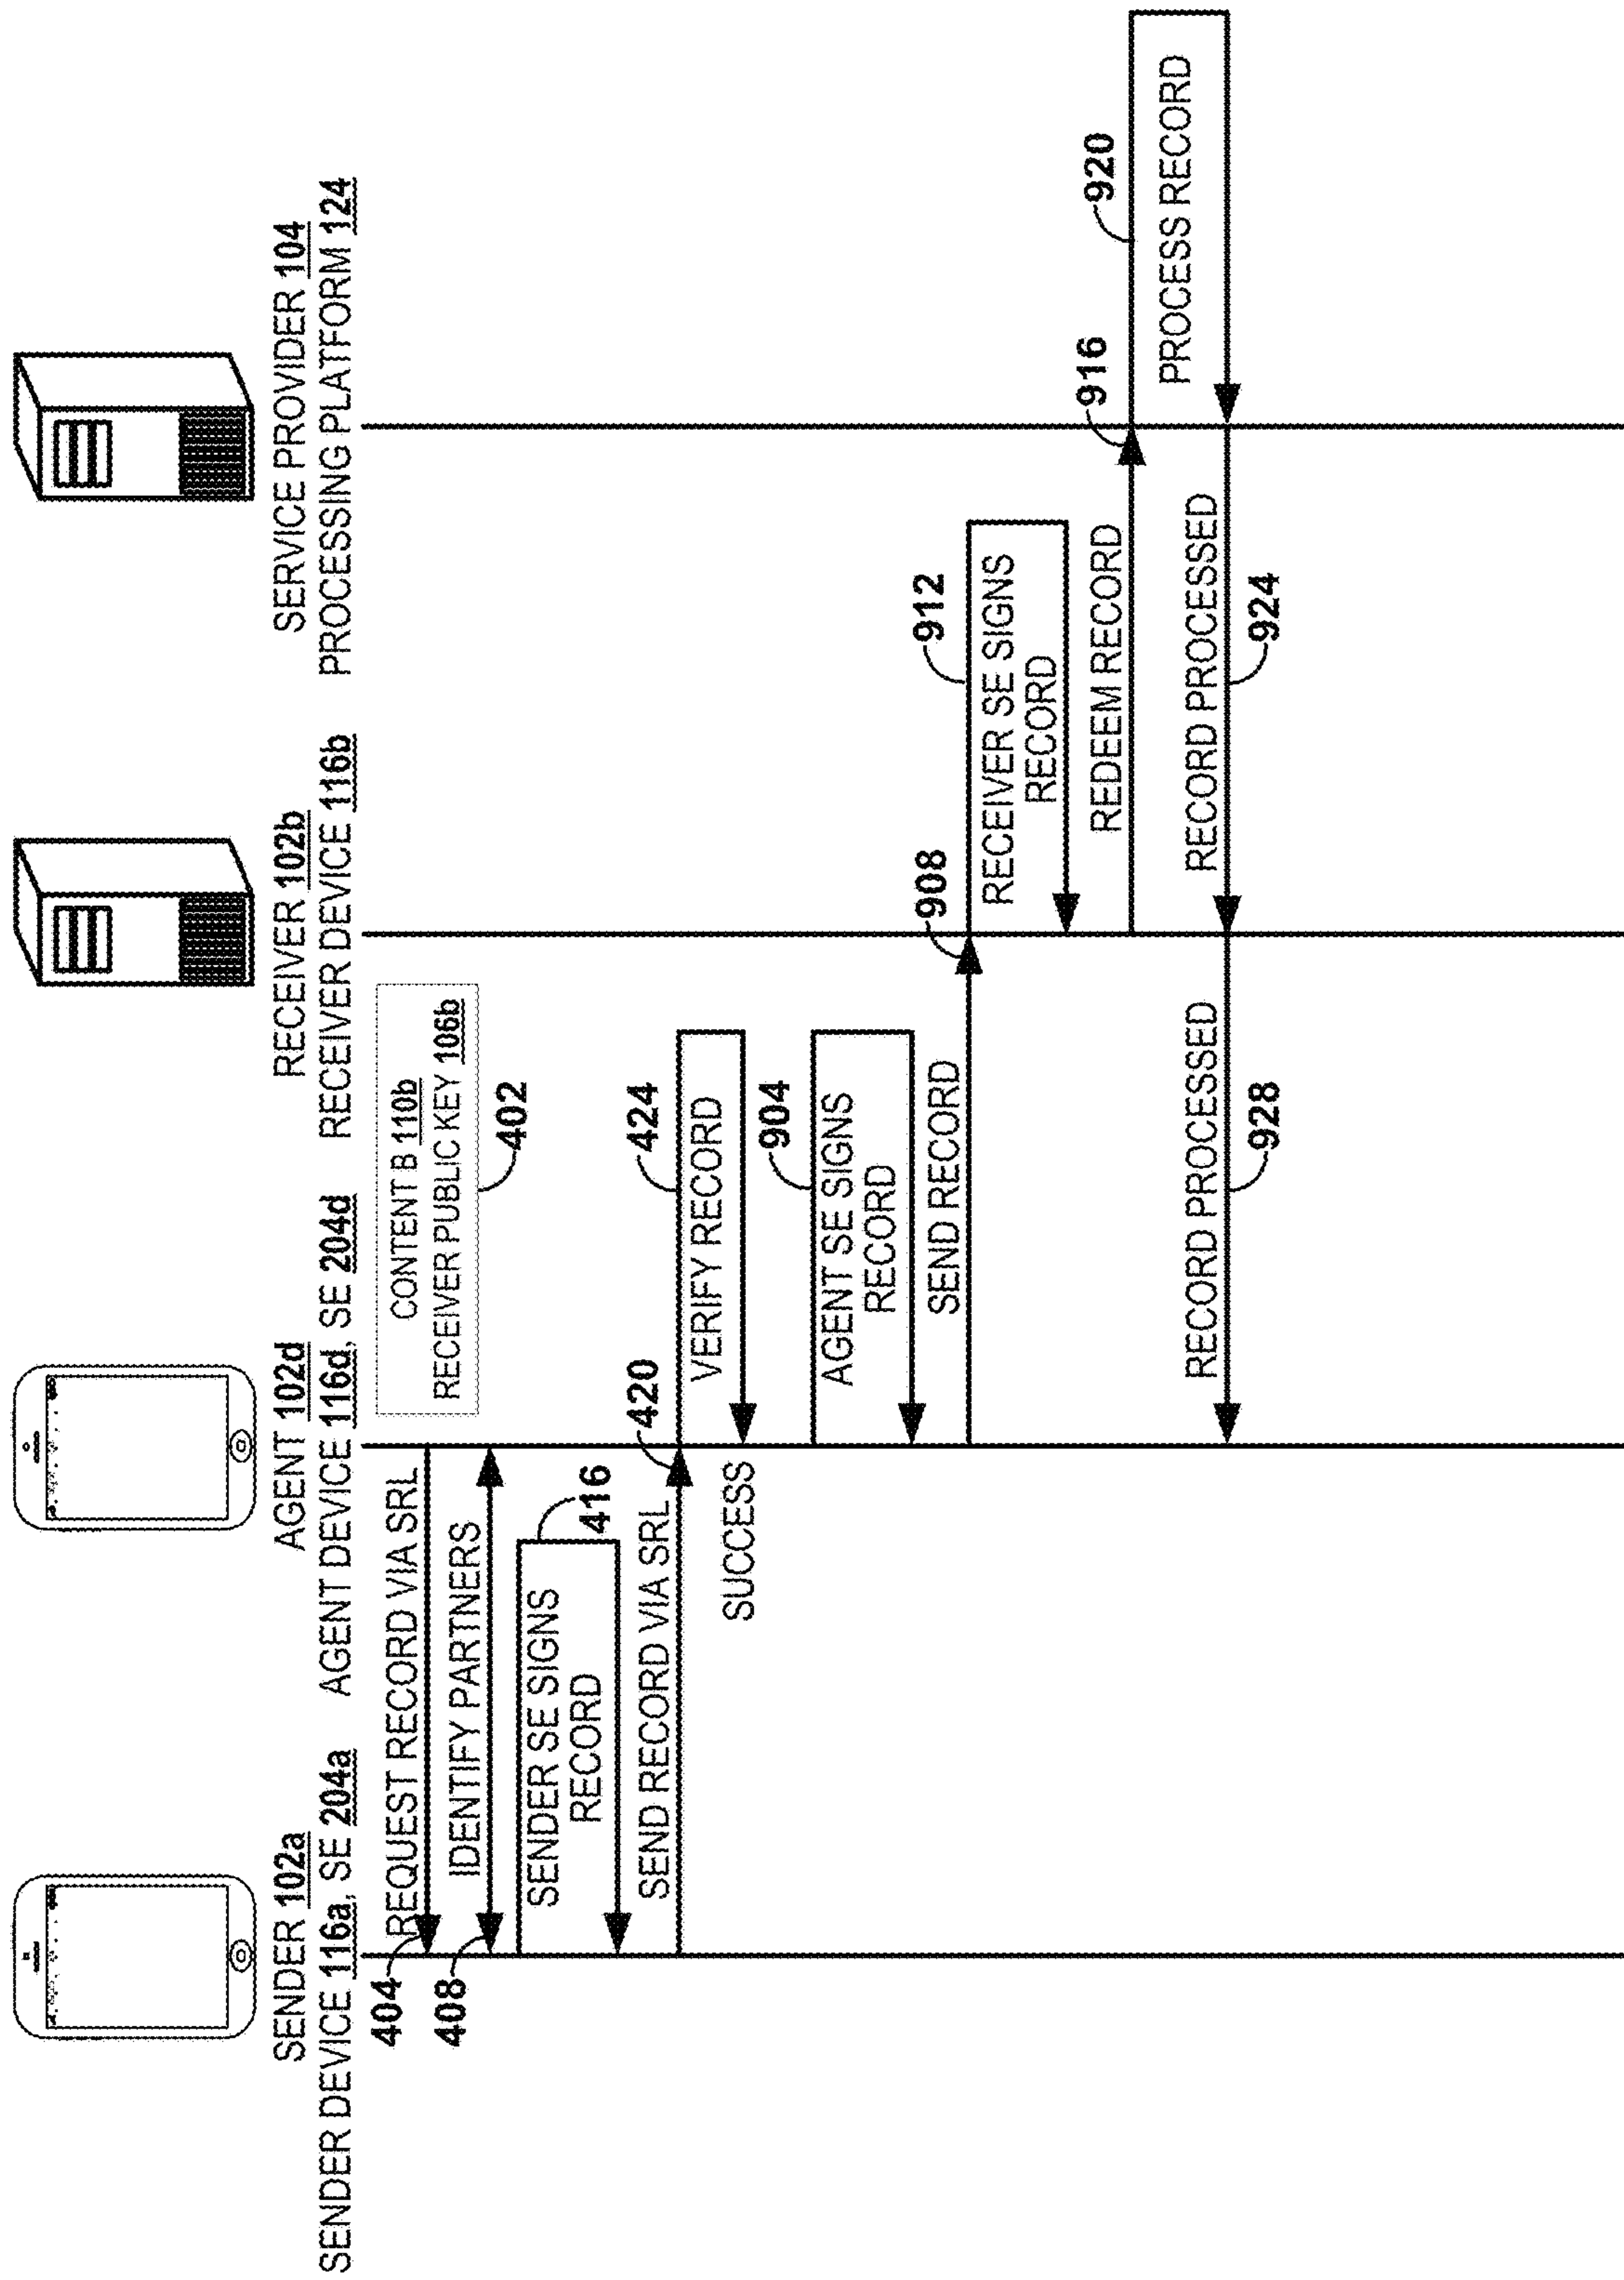 SENDER 102a
SENDER DEVICE 116a, SE 204a
AGENT 102d
AGENT DEVICE 116d, SE 204d
RECEIVER 102b
RECEIVER DEVICE 116b
SERVICE PROVIDER 104
PROCESSING PLATFORM 124
CONTENT B 110b
RECEIVER PUBLIC KEY 106b
402
REQUEST RECORD VIA SRL
404
IDENTIFY PARTNERS
408
SENDER SE SIGNS
RECORD
416
SEND RECORD VIA SRL
420
424
VERIFY RECORD
SUCCESS
904
AGENT SE SIGNS
RECORD
SEND RECORD
908
912
RECEIVER SE SIGNS
RECORD
REDEEM RECORD
916
920
PROCESS RECORD
RECORD PROCESSED
924
RECORD PROCESSED
928